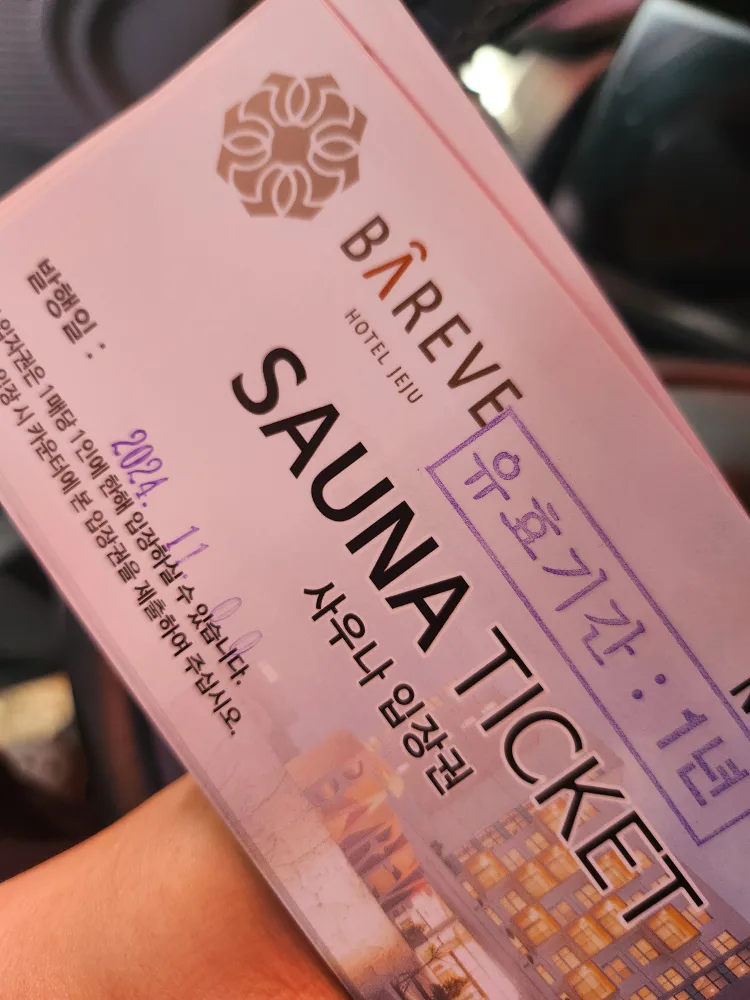 BÂREVE
HOTEL JEJU
SAUNA TICKET
사우나 입장권
유효기간 : 1년
발행일 :
2024. 11.
입장권은 1매당 1인에 한해 입장하실 수 있습니다.
입장 시 카운터에 본 입장권을 제출하여 주십시오.